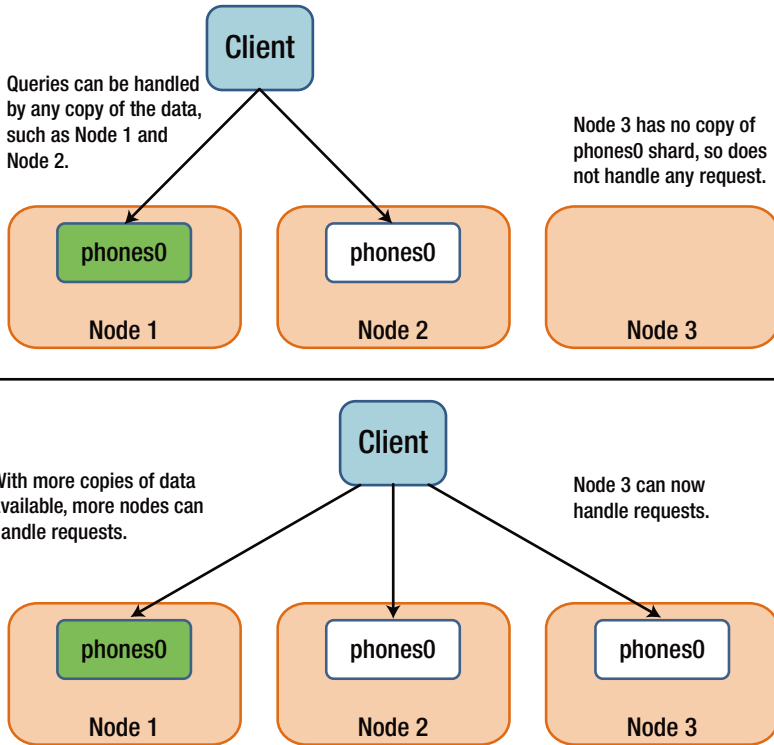 Client
Queries can be handled
by any copy of the data,
such as Node 1 and
Node 2.
Node 3 has no copy of
phones0 shard, so does
not handle any request.
phones0
phones0
Node 1
Node 2
Node 3
Client
With more copies of data
available, more nodes can
handle requests.
Node 3 can now
handle requests.
phones0
phones0
phones0
Node 1
Node 2
Node 3